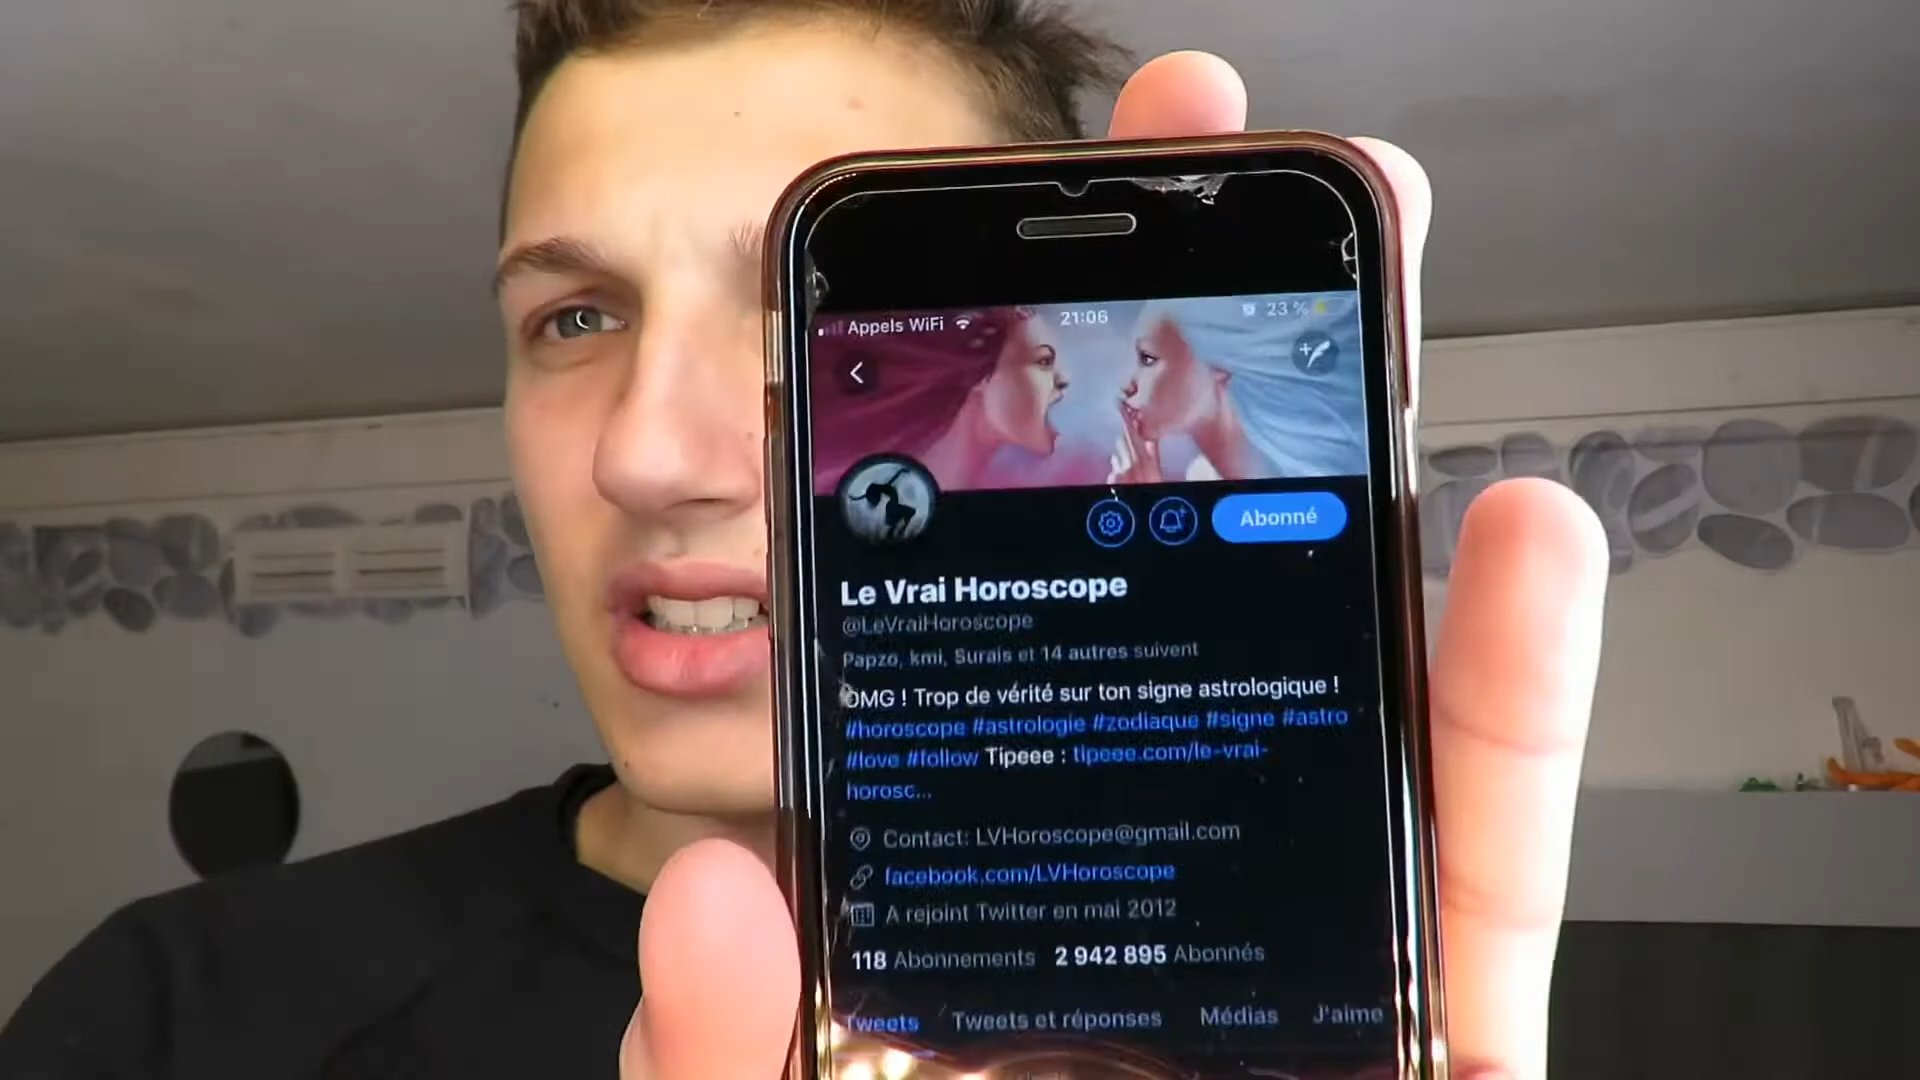 Appels WiFi 21:06 23 %
Abonné
Le Vrai Horoscope
@LeVraiHoroscope
Papzo, kmi, Surais et 14 autres suivent
OMG ! Trop de vérité sur ton signe astrologique !
#horoscope #astrologie #zodiaque #signe #astro
#love #follow Tipeee : tipeee.com/le-vrai-
horosc...
Contact: LVHoroscope@gmail.com
facebook.com/LVHoroscope
A rejoint Twitter en mai 2012
118 Abonnements 2 942 895 Abonnés
Tweets Tweets et réponses Médias J'aime